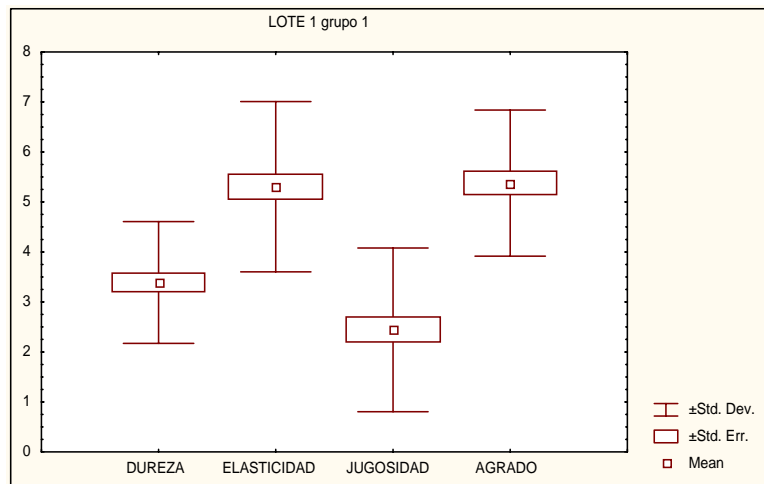 LOTE 1 grupo 1
8
7
6
5
4
3
2
1
0
DUREZA ELASTICIDAD JUGOSIDAD AGRADO
±Std. Dev.
±Std. Err.
Mean